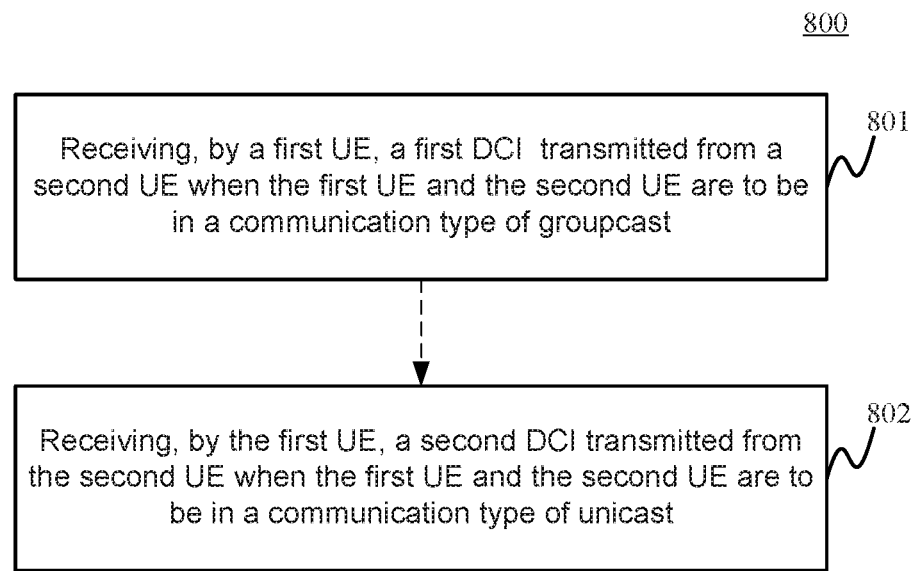 800
801
Receiving, by a first UE, a first DCI transmitted from a
second UE when the first UE and the second UE are to be
in a communication type of groupcast
802
Receiving, by the first UE, a second DCI transmitted from
the second UE when the first UE and the second UE are to
be in a communication type of unicast